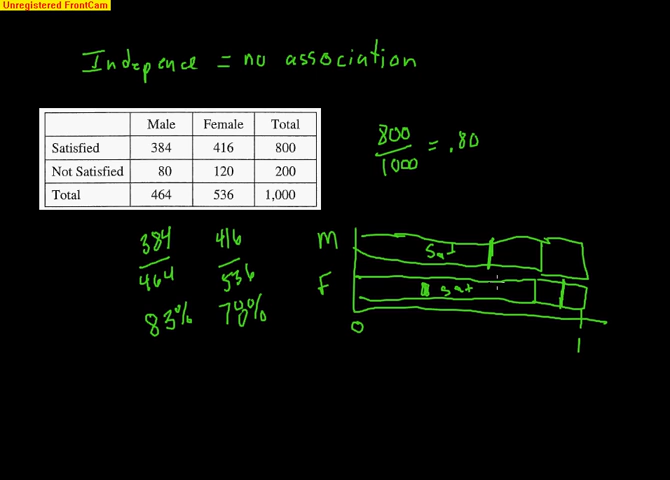 Unregistered FrontCam
Indepence = no association
Male Female Total
Satisfied 384 416 800
Not Satisfied 80 120 200
Total 464 536 1,000
800/1000 = .80
384/464 416/536
83% 78%
M Sat
F Sat
0 1